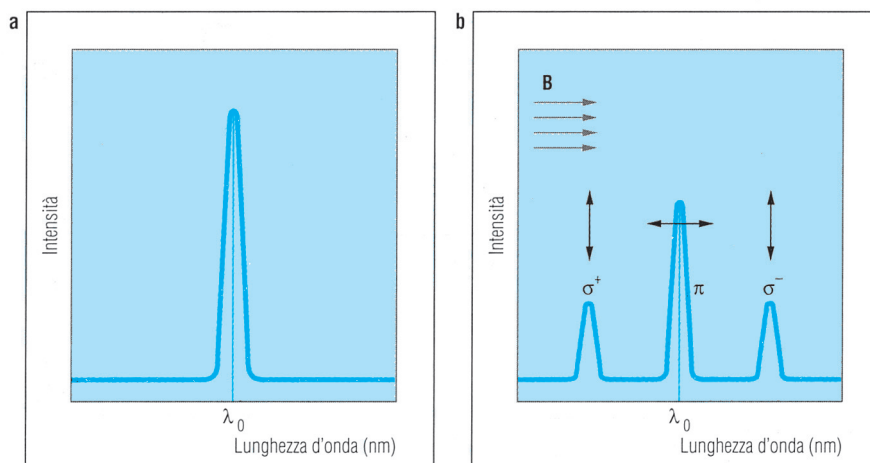 a
Intensità
λ₀
Lunghezza d'onda (nm)
b
B
Intensità
σ⁺
π
σ⁻
λ₀
Lunghezza d'onda (nm)